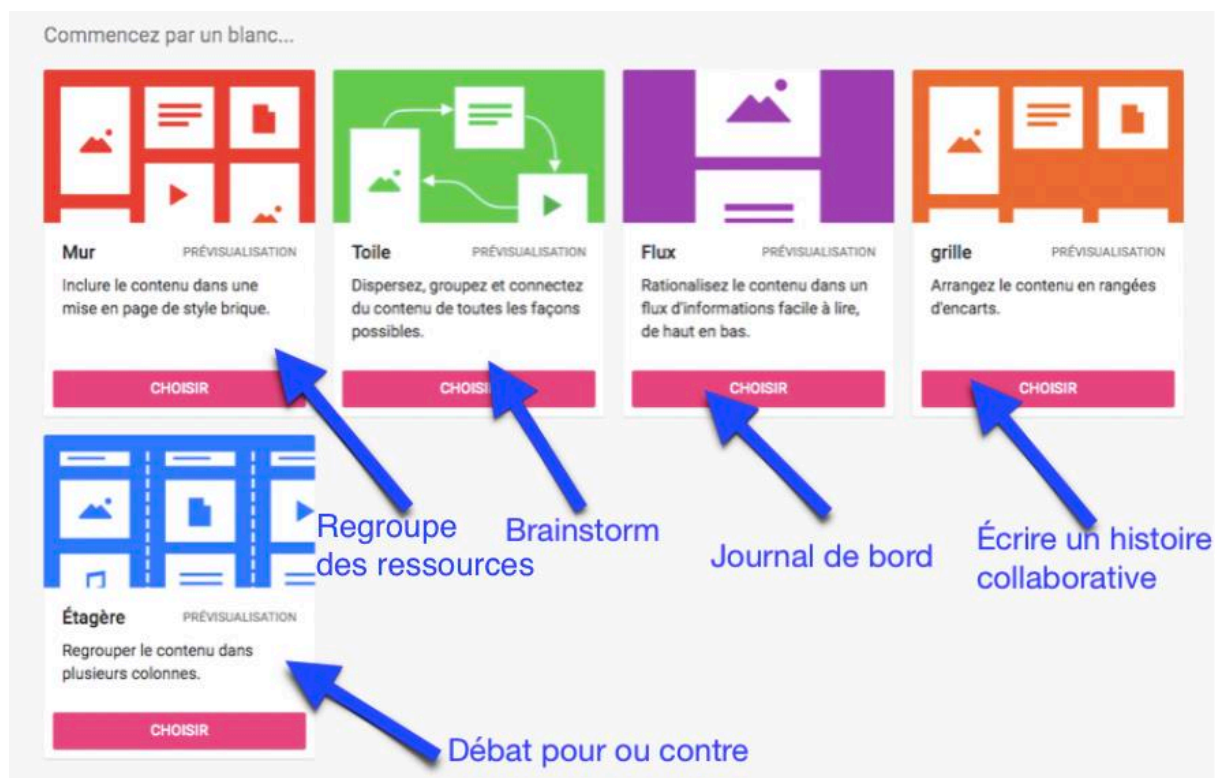 Commencez par un blanc...
Mur PRÉVISUALISATION
Inclure le contenu dans une
mise en page de style brique.
CHOISIR
Toile PRÉVISUALISATION
Dispersez, groupez et connectez
du contenu de toutes les façons
possibles.
CHOISIR
Flux PRÉVISUALISATION
Rationalisez le contenu dans un
flux d'informations facile à lire,
de haut en bas.
CHOISIR
grille PRÉVISUALISATION
Arrangez le contenu en rangées
d'encarts.
CHOISIR
Regroupe
des ressources
Brainstorm
Journal de bord
Écrire un histoire
collaborative
Étagère PRÉVISUALISATION
Regrouper le contenu dans
plusieurs colonnes.
CHOISIR
Débat pour ou contre